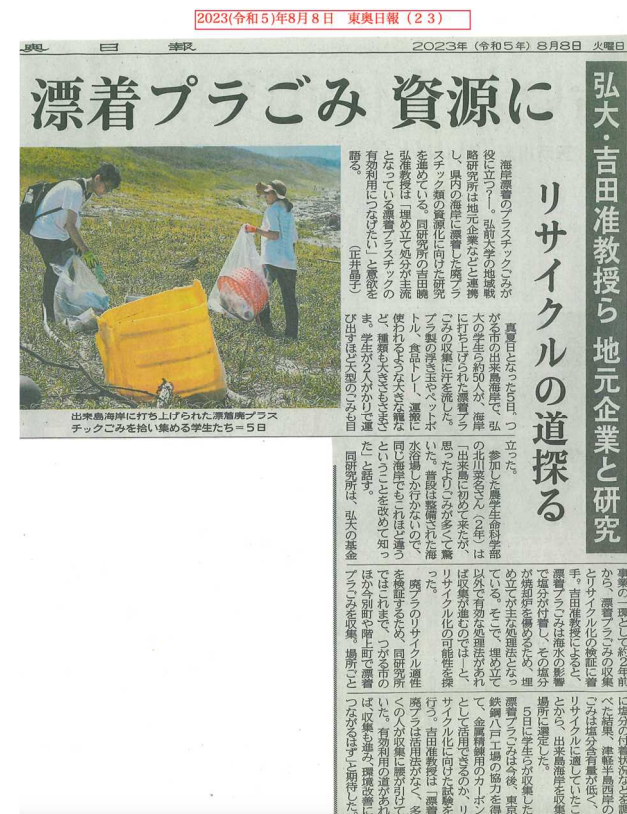 2023(令和5)年8月8日 東奥日報(23)
奥日報
2023年(令和5年)8月8日 火曜日
漂着プラごみ 資源に
弘大・吉田准教授ら 地元企業と研究
リサイクルの道探る
海岸漂着のプラスチックごみが
役に立つ?―。弘前大学の地域戦
略研究所は地元企業などと連携
し、県内の海岸に漂着した廃プラ
スチック類の資源化に向けた研究
を進めている。同研究所の吉田曉
弘准教授は「埋め立て処分が主流
となっている漂着プラスチックの
有効利用につなげたい」と意欲を
語る。 (正井晶子)
出来島海岸に打ち上げられた漂着廃プラス
チックごみを拾い集める学生たち=5日
真夏日となった5日、つ
がる市の出来島海岸で、弘
大の学生ら約50人が、海岸
に打ち上げられた漂着プラ
ごみの収集に汗を流した。
プラ製の浮き玉やペットボ
トル、食品トレー、運搬に
使われるような大きな籠な
ど、種類も大きさもさまざ
ま。学生が2人がかりで運
び出すほど大型のごみも目
立った。
参加した農学生命科学部
の北川菜名さん(2年)は
「出来島に初めて来たが、
思ったよりごみが多くて驚
いた。普段は整備された海
水浴場しか行かないので、
同じ海岸でもこれほど違う
ということを改めて知っ
た」と話す。
同研究所は、弘大の基金
事業の一環として約2年前
から、漂着プラごみの収集
とリサイクル化の検証に着
手。吉田准教授によると、
漂着プラごみは海水の影響
で塩分が付着し、その塩分
が焼却炉を傷めるため、埋
め立てが主な処理法となっ
ている。そこで、埋め立て
以外で有効な処理法があれ
ば収集が進むのでは―と、
リサイクル化の可能性を探
った。
廃プラのリサイクル適性
を検証するため、同研究所
ではこれまで、つがる市の
ほか今別町や階上町で漂着
プラごみを収集。場所ごと
に塩分の付着状況などを調
べた結果、津軽半島西岸の
ごみは塩分含有量が低く、
リサイクルに適していたこ
とから、出来島海岸を収集
場所に選定した。
5日に学生らが収集した
漂着プラごみは今後、東京
鉄鋼八戸工場の協力を得
て、金属精錬用のカーボン
として活用できるのか、リ
サイクル化に向けた試験を
行う。吉田准教授は「漂着
廃プラは活用法がなく、多
くの人が収集に腰が引けて
いた。有効利用の道があれ
ば、収集も進み、環境改善に
つながるはず」と期待した。